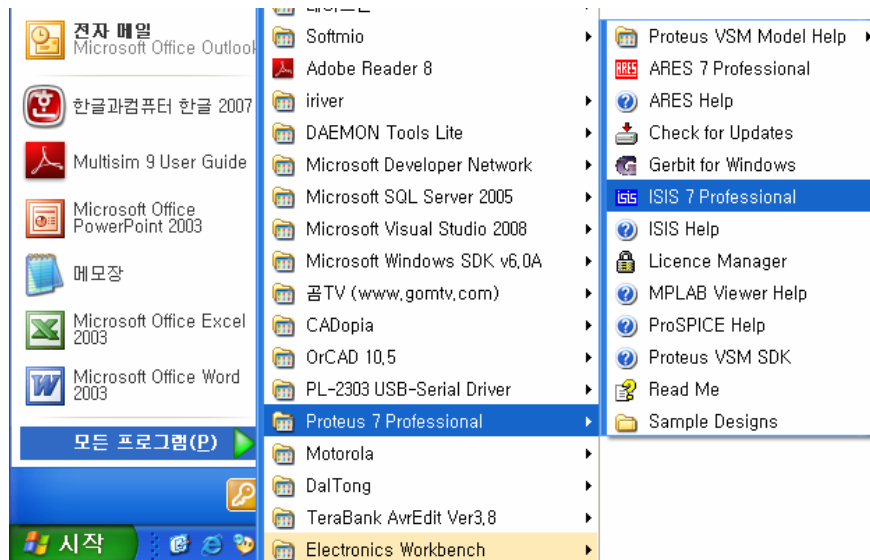 전자 메일
Microsoft Office Outlook
한글과컴퓨터 한글 2007
Multisim 9 User Guide
Microsoft Office
PowerPoint 2003
메모장
Microsoft Office Excel
2003
Microsoft Office Word
2003
모든 프로그램(P)
시작
Softmio
Adobe Reader 8
iriver
DAEMON Tools Lite
Microsoft Developer Network
Microsoft SQL Server 2005
Microsoft Visual Studio 2008
Microsoft Windows SDK v6.0A
곰TV (www.gomtv.com)
CADopia
OrCAD 10.5
PL-2303 USB-Serial Driver
Proteus 7 Professional
Motorola
DalTong
TeraBank AvrEdit Ver3.8
Electronics Workbench
Proteus VSM Model Help
ARES ARES 7 Professional
ARES Help
Check for Updates
Gerbit for Windows
isis ISIS 7 Professional
ISIS Help
Licence Manager
MPLAB Viewer Help
ProSPICE Help
Proteus VSM SDK
Read Me
Sample Designs